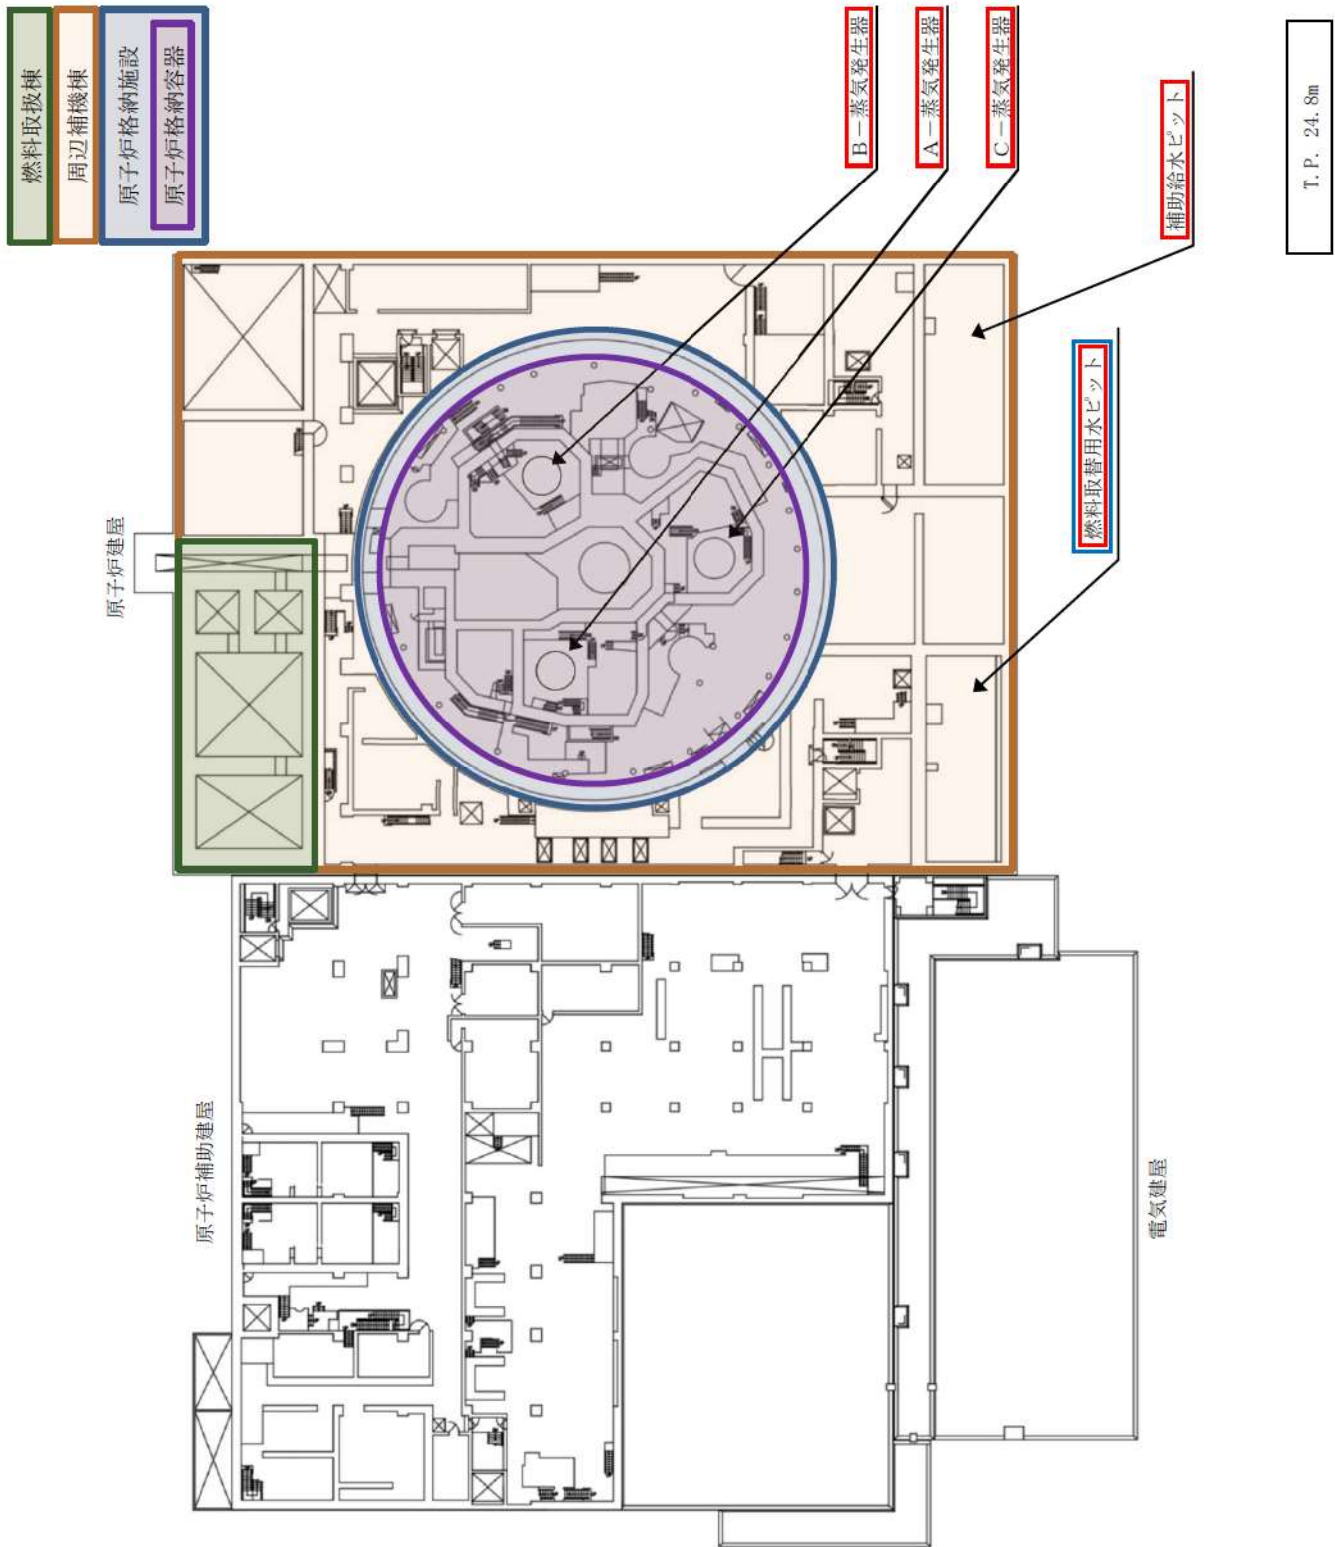 燃料取扱棟
周辺補機棟
原子炉格納施設
原子炉格納容器
B－蒸気発生器
A－蒸気発生器
C－蒸気発生器
補助給水ピット
燃料取替用水ピット
T.P. 24.8m
原子炉建屋
原子炉補助建屋
電気建屋